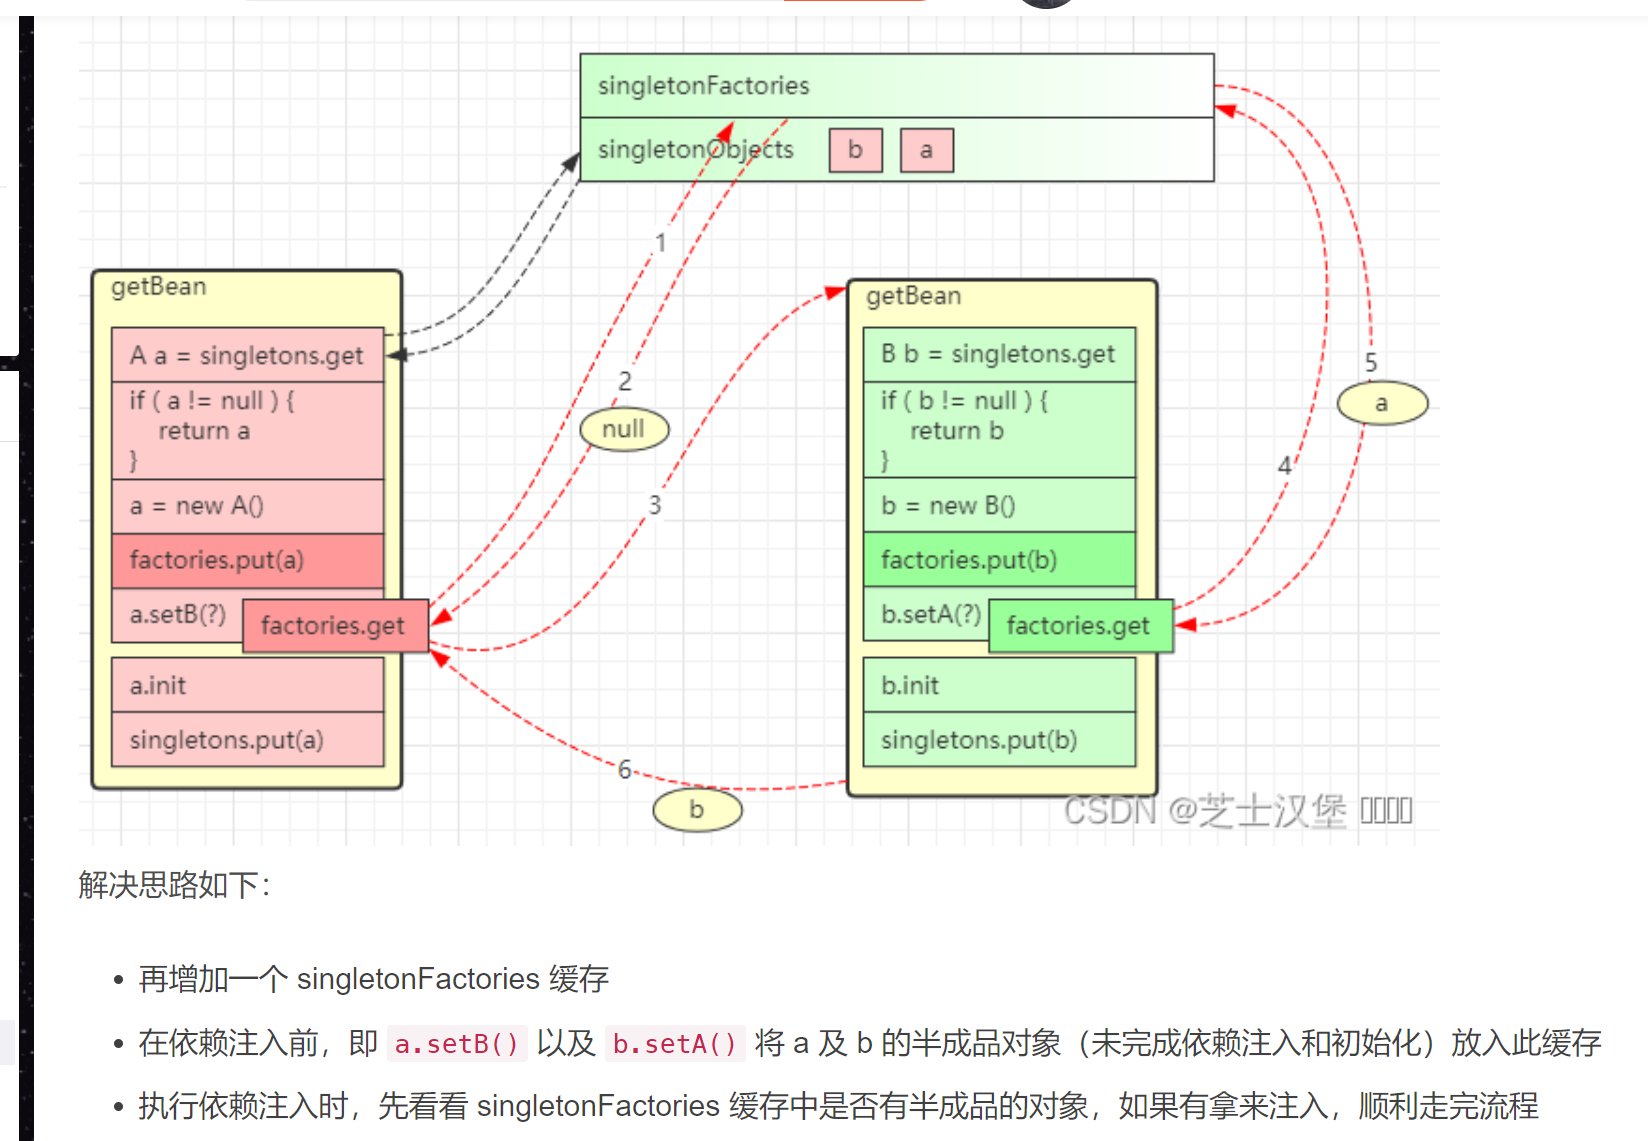 singletonFactories
singletonObjects b a
1
2
null
3
4
5
a
6
b
getBean
A a = singletons.get
if ( a != null ) {
return a
}
a = new A()
factories.put(a)
a.setB(?)
factories.get
a.init
singletons.put(a)
getBean
B b = singletons.get
if ( b != null ) {
return b
}
b = new B()
factories.put(b)
b.setA(?)
factories.get
b.init
singletons.put(b)
CSDN @芝士汉堡
解决思路如下：
• 再增加一个 singletonFactories 缓存
• 在依赖注入前，即 a.setB() 以及 b.setA() 将 a 及 b 的半成品对象（未完成依赖注入和初始化）放入此缓存
• 执行依赖注入时，先看看 singletonFactories 缓存中是否有半成品的对象，如果有拿来注入，顺利走完流程